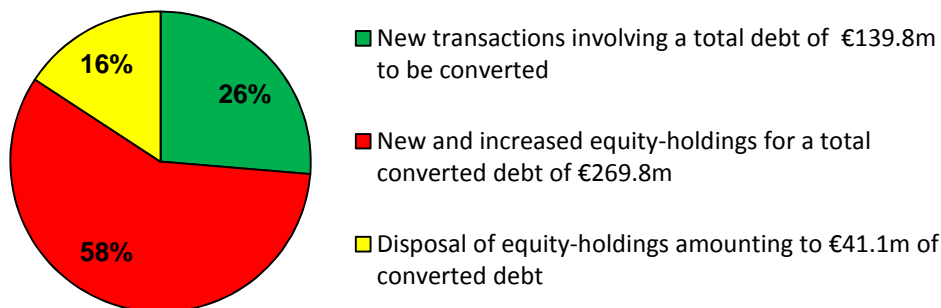 16%
26%
58%
New transactions involving a total debt of €139.8m
to be converted
New and increased equity-holdings for a total
converted debt of €269.8m
Disposal of equity-holdings amounting to €41.1m of
converted debt